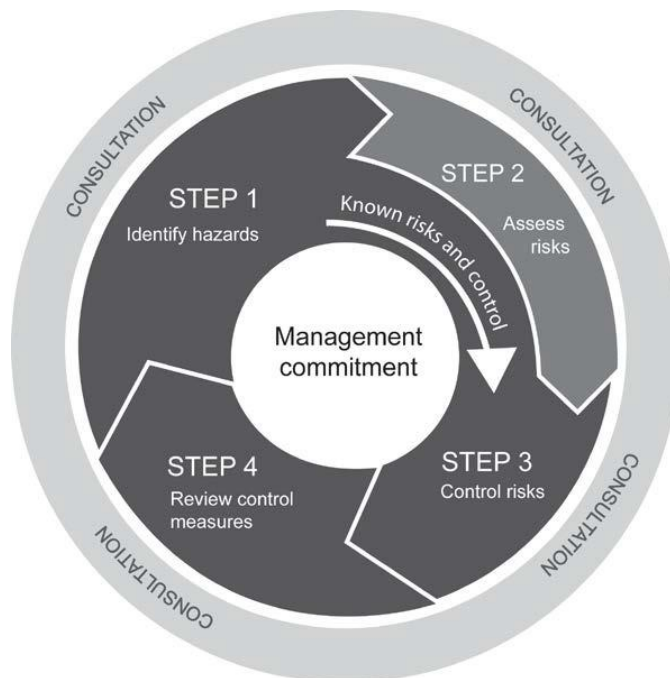 CONSULTATION
CONSULTATION
STEP 1
Identify hazards
STEP 2
Assess
risks
Known risks and control
Management
commitment
STEP 4
Review control
measures
STEP 3
Control risks
CONSULTATION
CONSULTATION